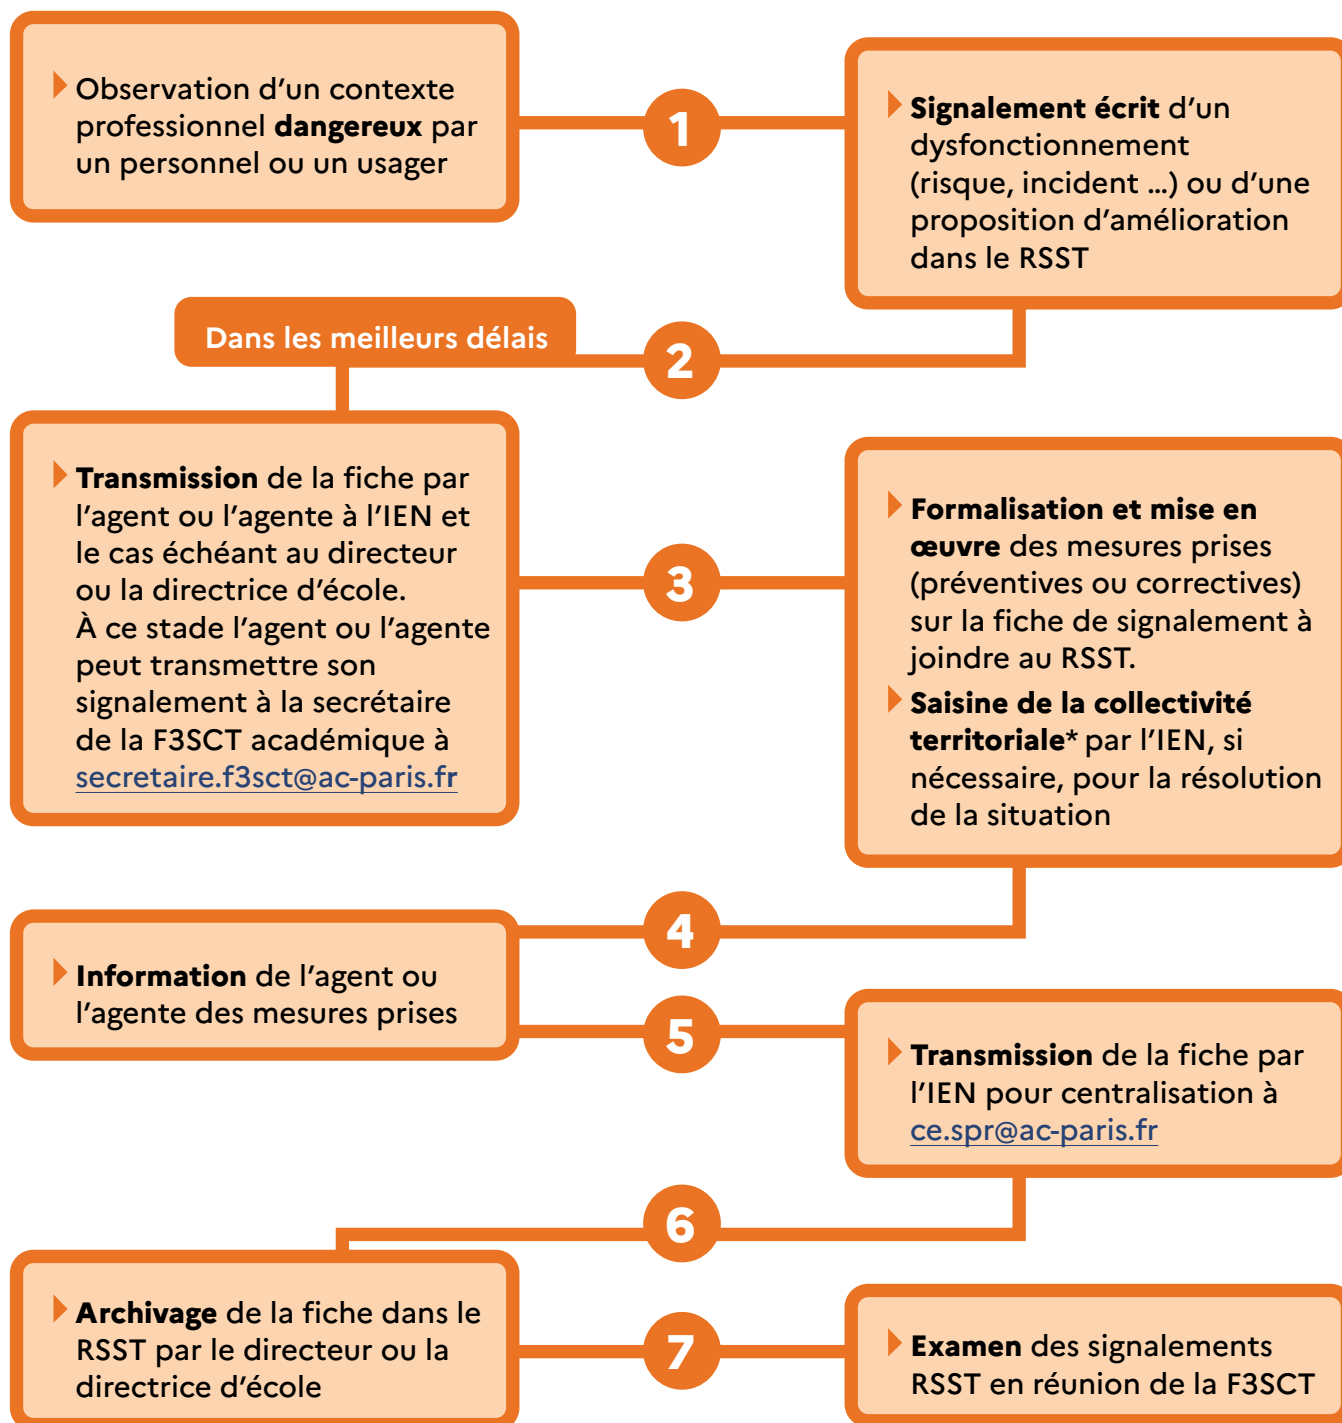 Observation d’un contexte
professionnel dangereux par
un personnel ou un usager
1
Signalement écrit d’un
dysfonctionnement
(risque, incident …) ou d’une
proposition d’amélioration
dans le RSST
Dans les meilleurs délais
2
Transmission de la fiche par
l’agent ou l’agente à l’IEN et
le cas échéant au directeur
ou la directrice d’école.
À ce stade l’agent ou l’agente
peut transmettre son
signalement à la secrétaire
de la F3SCT académique à
secretaire.f3sct@ac-paris.fr
3
Formalisation et mise en
œuvre des mesures prises
(préventives ou correctives)
sur la fiche de signalement à
joindre au RSST.
Saisine de la collectivité
territoriale* par l’IEN, si
nécessaire, pour la résolution
de la situation
4
Information de l’agent ou
l’agente des mesures prises
5
Transmission de la fiche par
l’IEN pour centralisation à
ce.spr@ac-paris.fr
6
Archivage de la fiche dans le
RSST par le directeur ou la
directrice d’école
7
Examen des signalements
RSST en réunion de la F3SCT